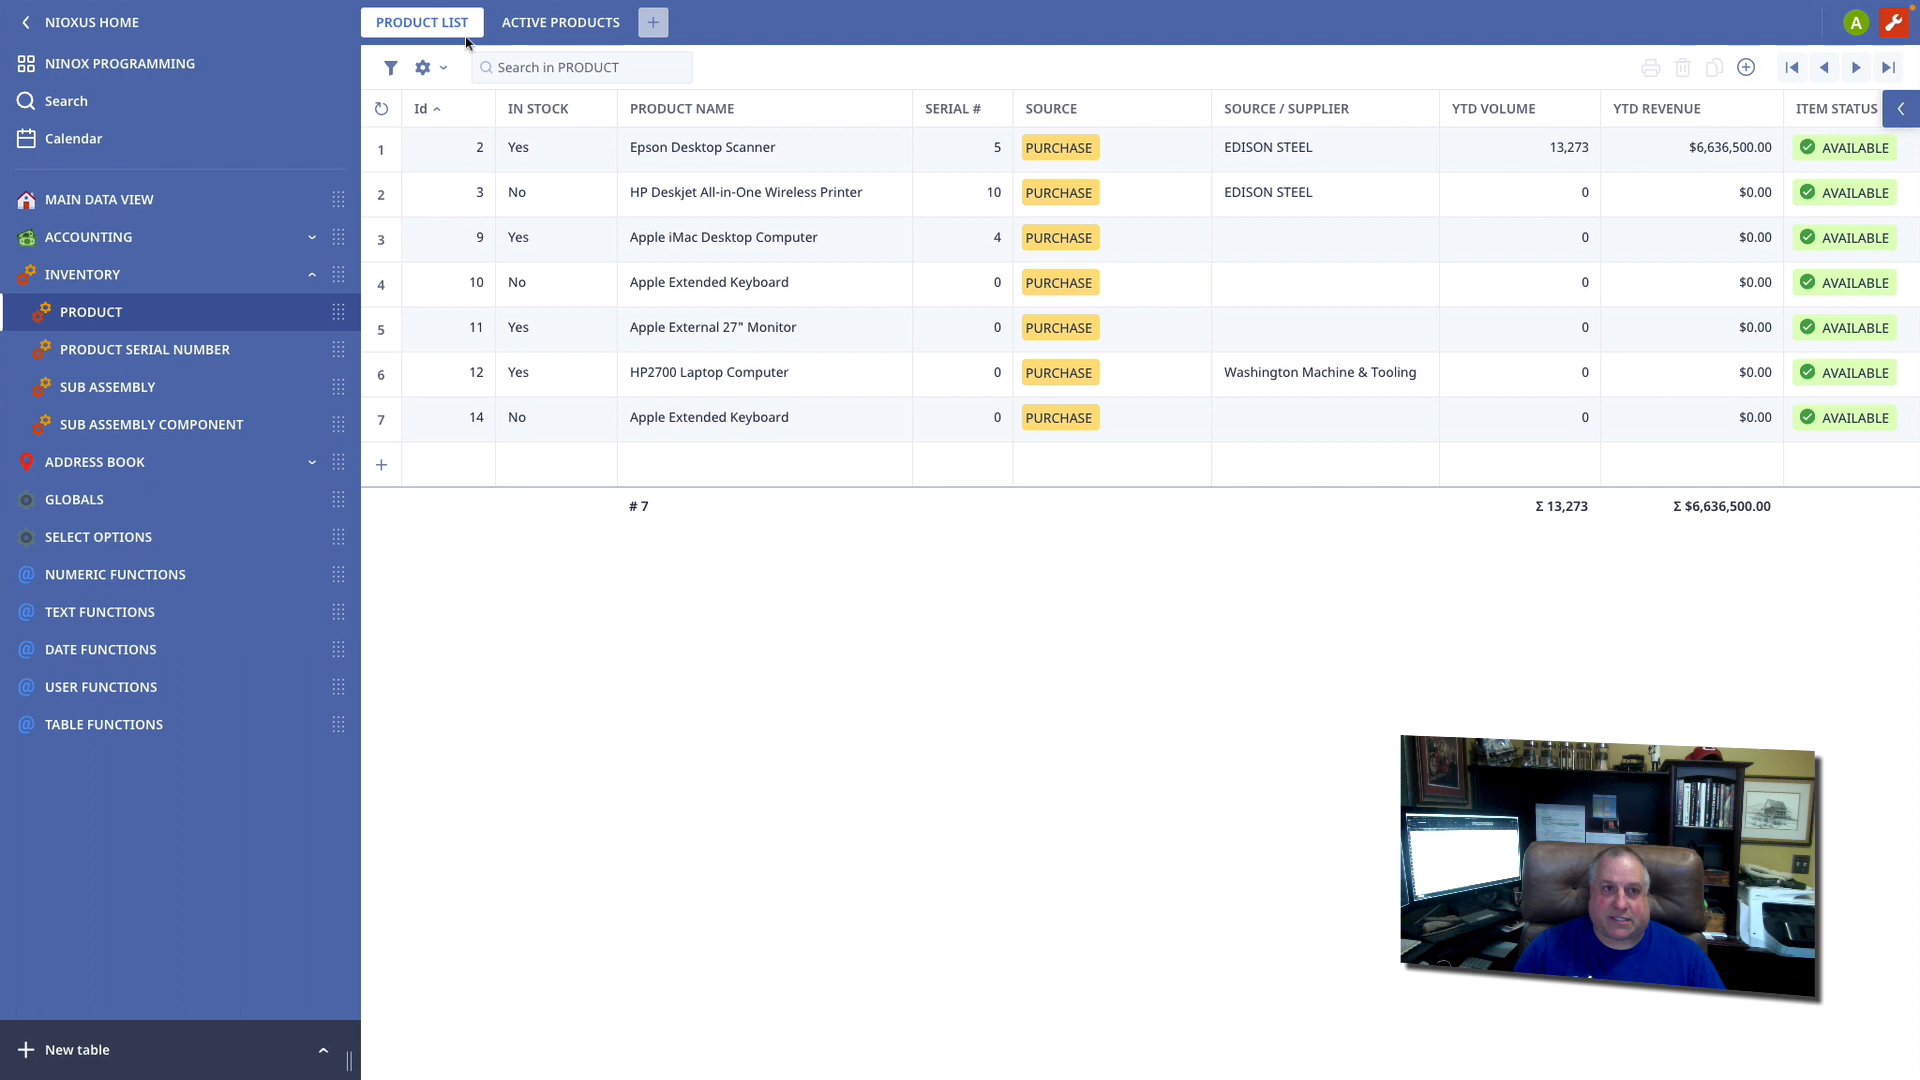 NIOXUS HOME
NINOX PROGRAMMING
Search
Calendar
MAIN DATA VIEW
ACCOUNTING
INVENTORY
PRODUCT
PRODUCT SERIAL NUMBER
SUB ASSEMBLY
SUB ASSEMBLY COMPONENT
ADDRESS BOOK
GLOBALS
SELECT OPTIONS
@ NUMERIC FUNCTIONS
@ TEXT FUNCTIONS
@ DATE FUNCTIONS
@ USER FUNCTIONS
@ TABLE FUNCTIONS
+ New table
PRODUCT LIST ACTIVE PRODUCTS +
A
Search in PRODUCT
Id IN STOCK PRODUCT NAME SERIAL # SOURCE SOURCE / SUPPLIER YTD VOLUME YTD REVENUE ITEM STATUS
1 2 Yes Epson Desktop Scanner 5 PURCHASE EDISON STEEL 13,273 $6,636,500.00 AVAILABLE
2 3 No HP Deskjet All-in-One Wireless Printer 10 PURCHASE EDISON STEEL 0 $0.00 AVAILABLE
3 9 Yes Apple iMac Desktop Computer 4 PURCHASE 0 $0.00 AVAILABLE
4 10 No Apple Extended Keyboard 0 PURCHASE 0 $0.00 AVAILABLE
5 11 Yes Apple External 27" Monitor 0 PURCHASE 0 $0.00 AVAILABLE
6 12 Yes HP2700 Laptop Computer 0 PURCHASE Washington Machine & Tooling 0 $0.00 AVAILABLE
7 14 No Apple Extended Keyboard 0 PURCHASE 0 $0.00 AVAILABLE
+
# 7 Σ 13,273 Σ $6,636,500.00